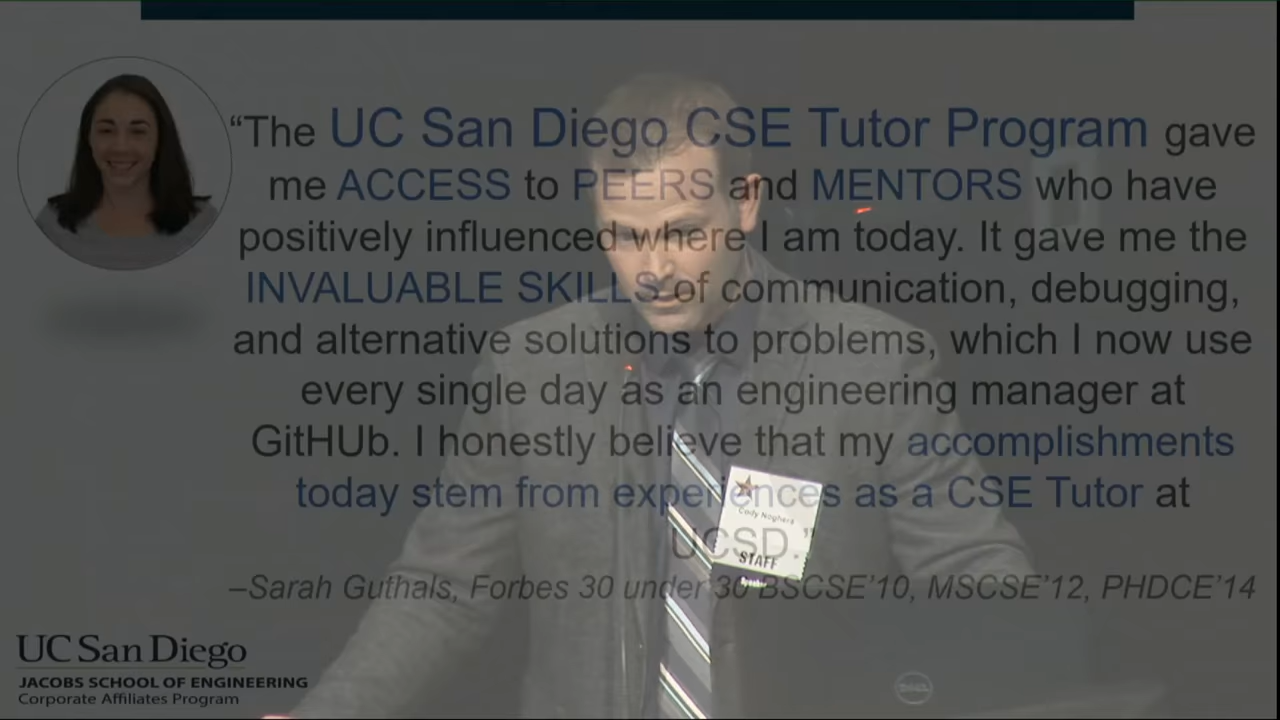 “The UC San Diego CSE Tutor Program gave
me ACCESS to PEERS and MENTORS who have
positively influenced where I am today. It gave me the
INVALUABLE SKILLS of communication, debugging,
and alternative solutions to problems, which I now use
every single day as an engineering manager at
GitHUb. I honestly believe that my accomplishments
today stem from experiences as a CSE Tutor at
UCSD
–Sarah Guthals, Forbes 30 under 30 BSCSE’10, MSCSE’12, PHDCE’14
Cody Noghera
STAFF
Speaker
UC San Diego
JACOBS SCHOOL OF ENGINEERING
Corporate Affiliates Program
DELL